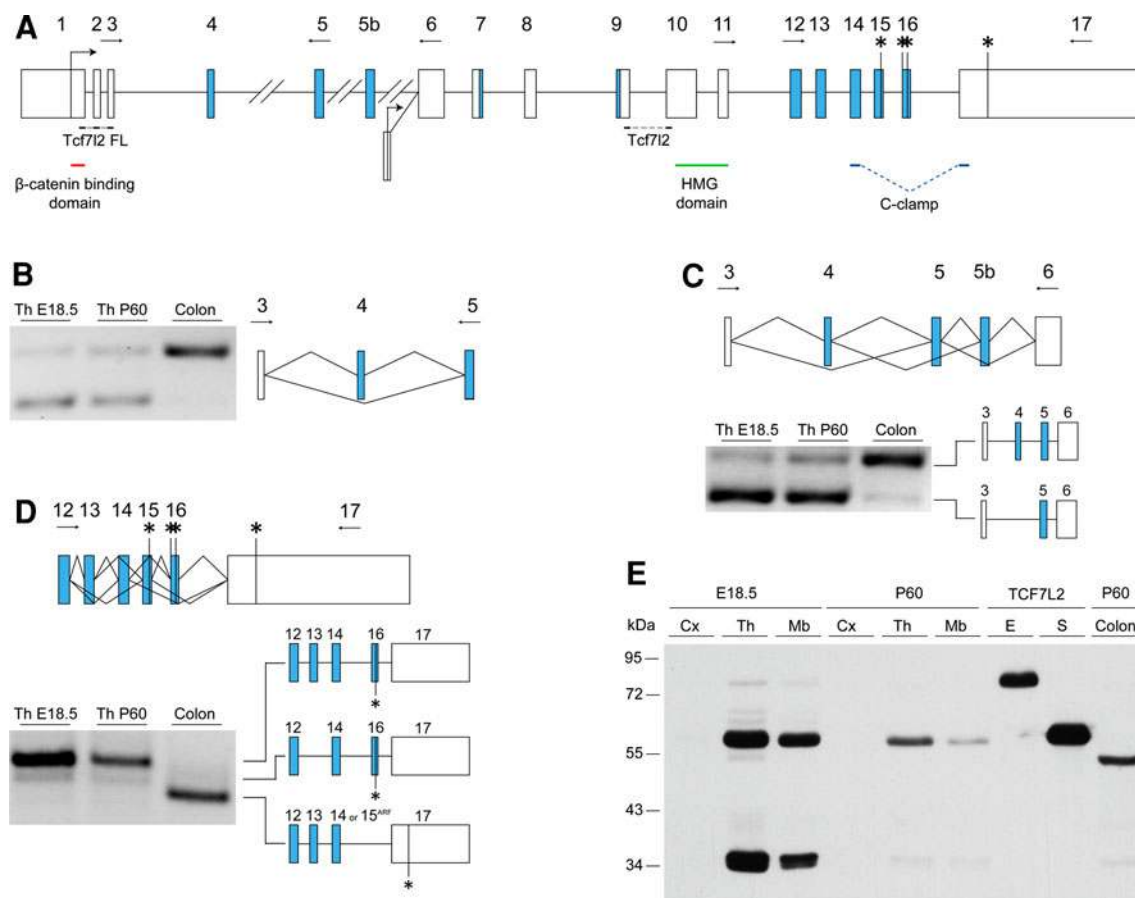 A
1 2 3 4 5 5b 6 7 8 9 10 11 12 13 14 15 16 17
* ** *
Tcf7l2 FL
Tcf7l2
β-catenin binding
domain
HMG
domain
C-clamp
B
Th E18.5 Th P60 Colon
3 4 5
C
3 4 5 5b 6
Th E18.5 Th P60 Colon
3 4 5 6
3 5 6
D
12 13 14 15 16 17
* ** *
12 13 14 16 17
*
Th E18.5 Th P60 Colon
12 14 16 17
*
12 13 14 or 15ARF 17
*
E
E18.5 P60 TCF7L2 P60
kDa Cx Th Mb Cx Th Mb E S Colon
95
72
55
43
34